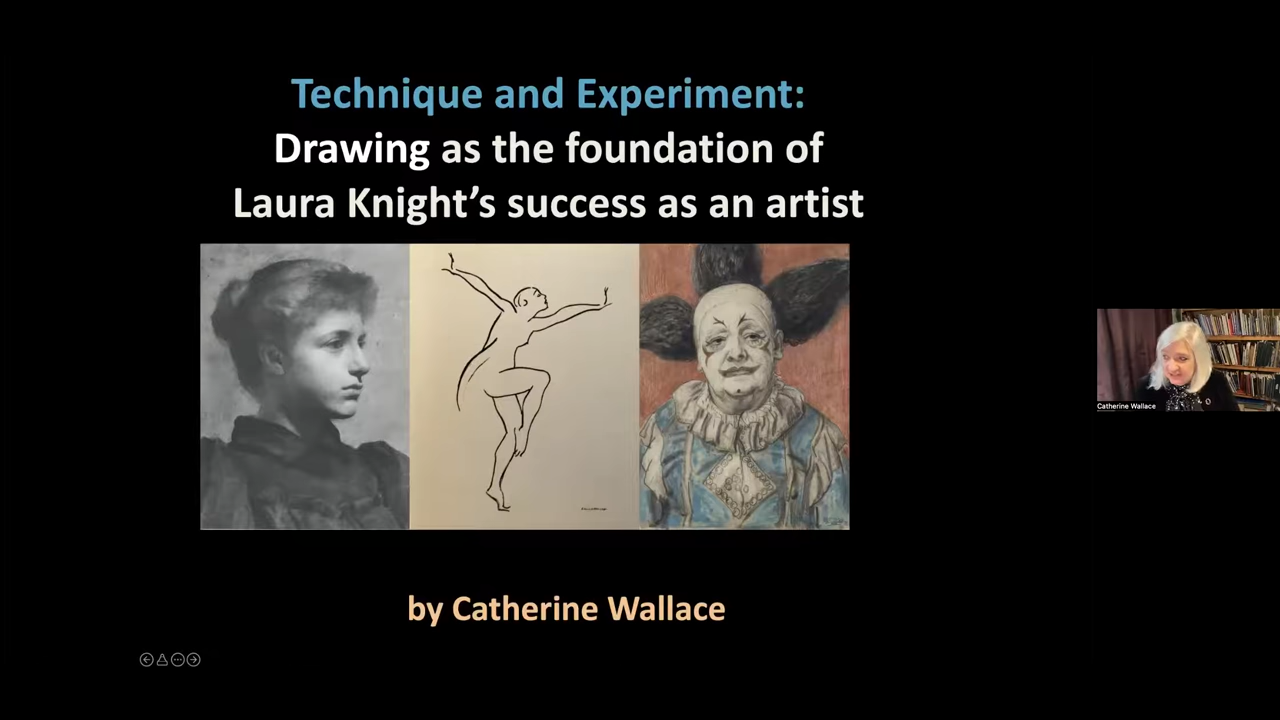 Technique and Experiment:
Drawing as the foundation of
Laura Knight’s success as an artist
by Catherine Wallace
Catherine Wallace